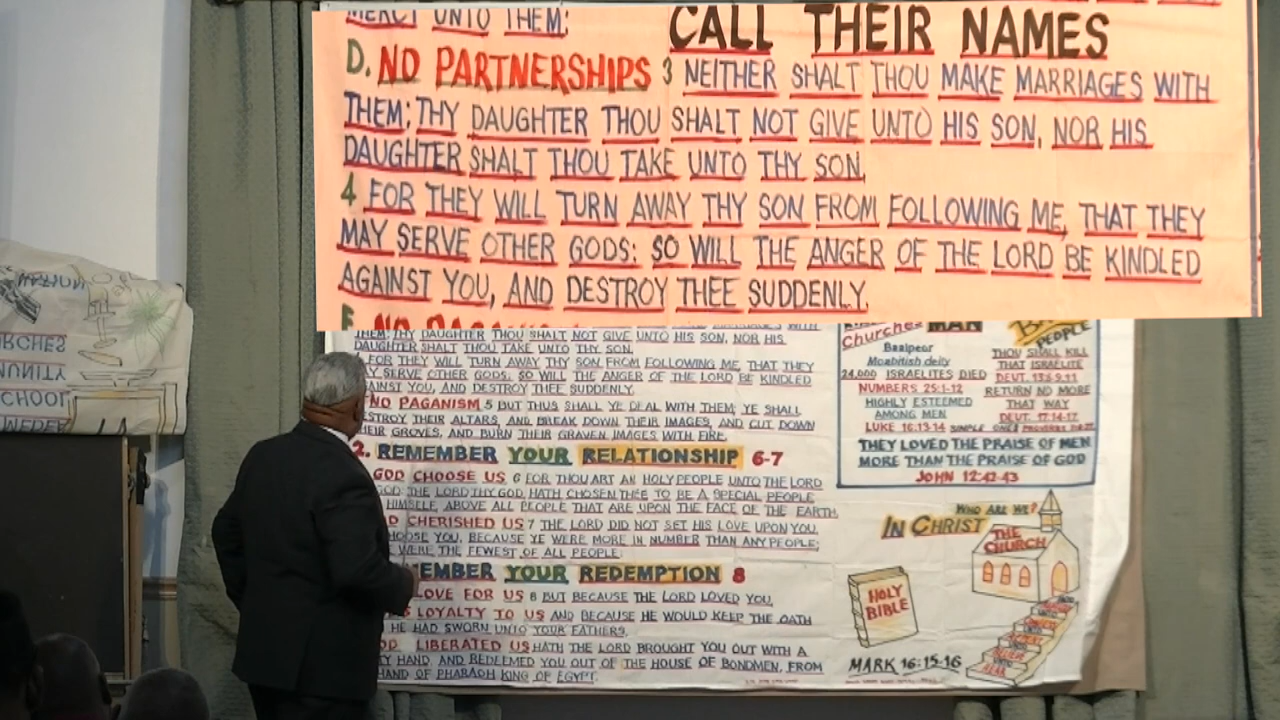 MERCY UNTO THEM;
CALL THEIR NAMES
D. NO PARTNERSHIPS 3 NEITHER SHALT THOU MAKE MARRIAGES WITH
THEM; THY DAUGHTER THOU SHALT NOT GIVE UNTO HIS SON, NOR HIS
DAUGHTER SHALT THOU TAKE UNTO THY SON.
4 FOR THEY WILL TURN AWAY THY SON FROM FOLLOWING ME, THAT THEY
MAY SERVE OTHER GODS: SO WILL THE ANGER OF THE LORD BE KINDLED
AGAINST YOU, AND DESTROY THEE SUDDENLY.
THEM; THY DAUGHTER THOU SHALT NOT GIVE UNTO HIS SON, NOR HIS
DAUGHTER SHALT THOU TAKE UNTO THY SON.
FOR THEY WILL TURN AWAY THY SON FROM FOLLOWING ME, THAT THEY
SERVE OTHER GODS: SO WILL THE ANGER OF THE LORD BE KINDLED
AGAINST YOU, AND DESTROY THEE SUDDENLY.
NO PAGANISM 5 BUT THUS SHALL YE DEAL WITH THEM; YE SHALL
DESTROY THEIR ALTARS, AND BREAK DOWN THEIR IMAGES, AND CUT DOWN
THEIR GROVES, AND BURN THEIR GRAVEN IMAGES WITH FIRE.
2. REMEMBER YOUR RELATIONSHIP 6-7
GOD CHOOSE US 6 FOR THOU ART AN HOLY PEOPLE UNTO THE LORD
GOD: THE LORD THY GOD HATH CHOSEN THEE TO BE A SPECIAL PEOPLE
HIMSELF, ABOVE ALL PEOPLE THAT ARE UPON THE FACE OF THE EARTH.
CHERISHED US 7 THE LORD DID NOT SET HIS LOVE UPON YOU,
CHOOSE YOU, BECAUSE YE WERE MORE IN NUMBER THAN ANY PEOPLE;
WERE THE FEWEST OF ALL PEOPLE:
EMBER YOUR REDEMPTION 8
LOVE FOR US 8 BUT BECAUSE THE LORD LOVED YOU,
LOYALTY TO US AND BECAUSE HE WOULD KEEP THE OATH
HE HAD SWORN UNTO YOUR FATHERS,
LIBERATED US HATH THE LORD BROUGHT YOU OUT WITH A
HAND, AND REDEEMED YOU OUT OF THE HOUSE OF BONDMEN, FROM
HAND OF PHARAOH KING OF EGYPT.
Churches MAN
Baalpeor
Moabitish deity
24,000 ISRAELITES DIED
NUMBERS 25:1-12
HIGHLY ESTEEMED
AMONG MEN
LUKE 16:13-14
PEOPLE
THOU SHALL KILL
THAT ISRAELITE
DEUT. 13:6-9,11
RETURN NO MORE
THAT WAY
DEUT. 17:14-17
THEY LOVED THE PRAISE OF MEN
MORE THAN THE PRAISE OF GOD
JOHN 12:42-43
WHO ARE WE?
IN CHRIST
THE CHURCH
HOLY BIBLE
MARK 16:15-16